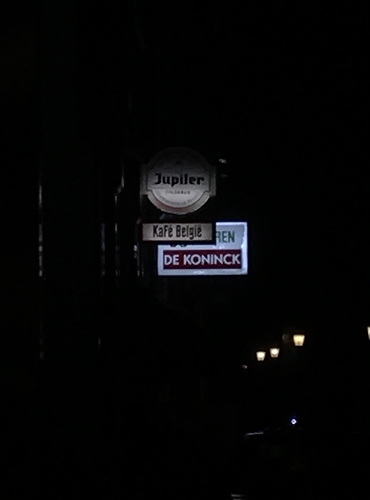 Jupiler
Kafé België
REN
DE KONINCK